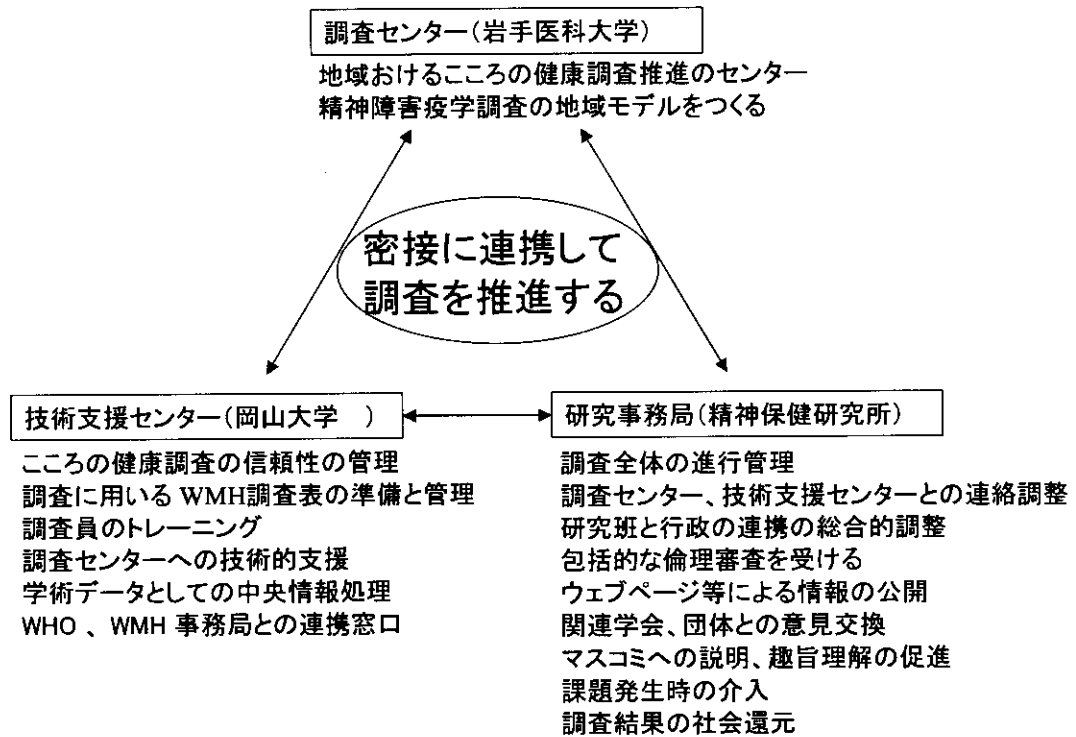 調査センター(岩手医科大学)
地域おけるこころの健康調査推進のセンター
精神障害疫学調査の地域モデルをつくる
密接に連携して
調査を推進する
技術支援センター(岡山大学　)
こころの健康調査の信頼性の管理
調査に用いる WMH調査表の準備と管理
調査員のトレーニング
調査センターへの技術的支援
学術データとしての中央情報処理
WHO 、WMH 事務局との連携窓口
研究事務局(精神保健研究所)
調査全体の進行管理
調査センター、技術支援センターとの連絡調整
研究班と行政の連携の総合的調整
包括的な倫理審査を受ける
ウェブページ等による情報の公開
関連学会、団体との意見交換
マスコミへの説明、趣旨理解の促進
課題発生時の介入
調査結果の社会還元